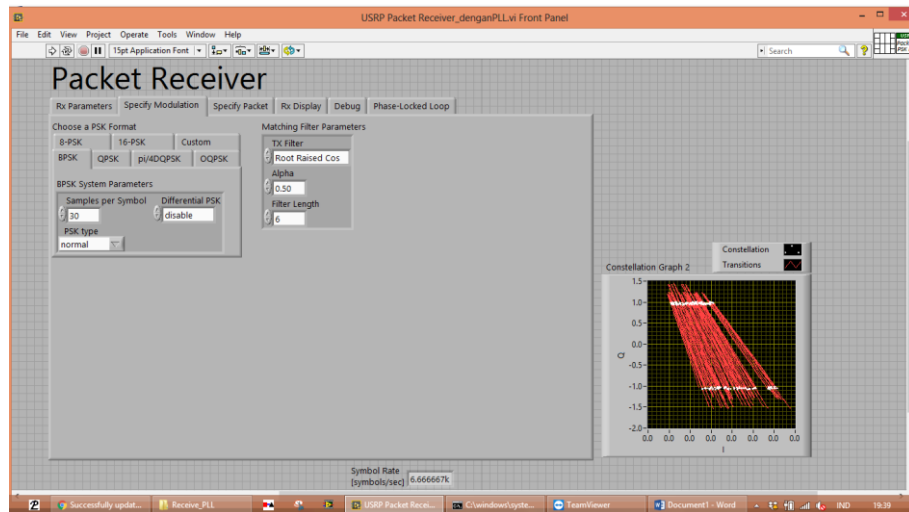 USRP Packet Receiver_denganPLL.vi Front Panel
File Edit View Project Operate Tools Window Help
15pt Application Font
Search
Packet Receiver
Rx Parameters Specify Modulation Specify Packet Rx Display Debug Phase-Locked Loop
Choose a PSK Format
8-PSK 16-PSK Custom
BPSK QPSK pi/4DQPSK OQPSK
BPSK System Parameters
Samples per Symbol Differential PSK
30 disable
PSK type
normal
Matching Filter Parameters
TX Filter
Root Raised Cos
Alpha
0.50
Filter Length
6
Constellation
Transitions
Constellation Graph 2
1.5
1.0
0.5
0.0
-0.5
-1.0
-1.5
-2.0
Q
0.0 0.0 0.0 0.0 0.0 0.0 0.0 0.0
I
Symbol Rate
[symbols/sec] 6.666667k
Successfully updat... Receive_PLL USRP Packet Recei... C:\windows\syste... TeamViewer Document1 - Word IND 19:39